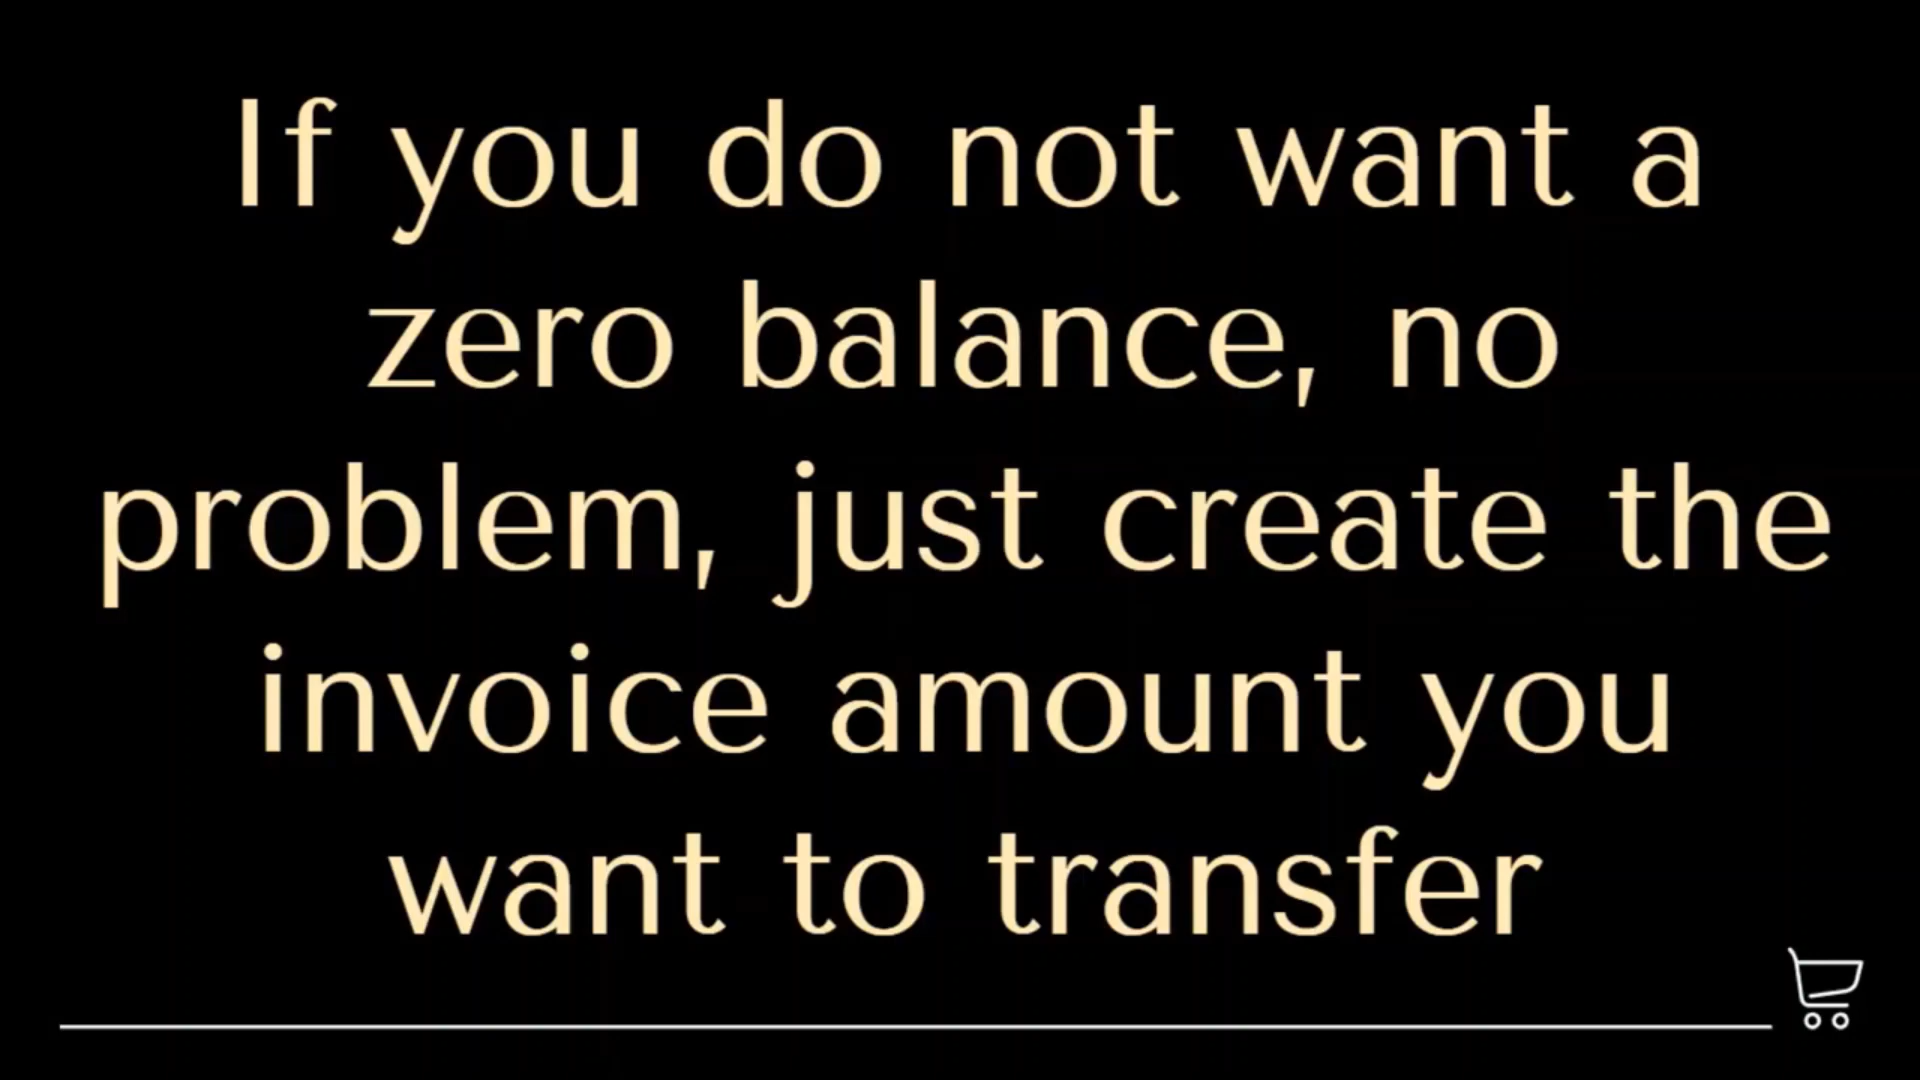 If you do not want a
zero balance, no
problem, just create the
invoice amount you
want to transfer